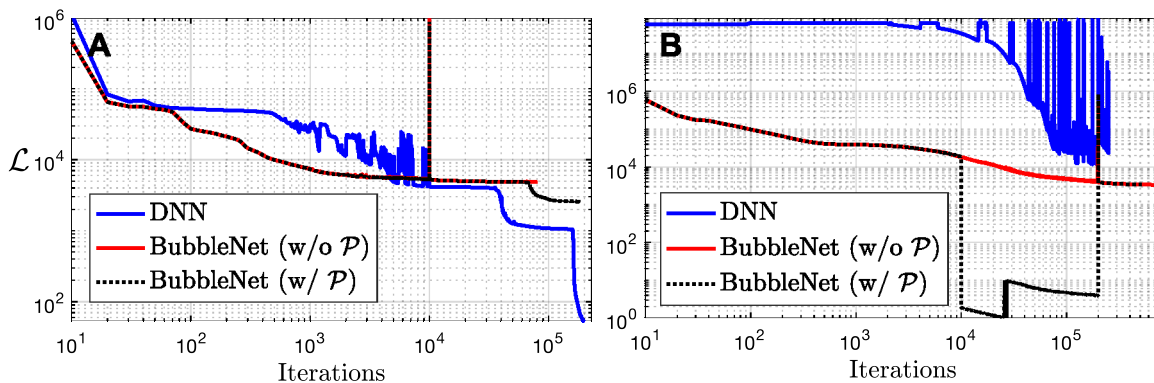 A
B
10^6
10^4
10^2
ℒ
DNN
BubbleNet (w/o 𝒫)
BubbleNet (w/ 𝒫)
10^1 10^2 10^3 10^4 10^5
Iterations
10^6
10^4
10^2
10^0
DNN
BubbleNet (w/o 𝒫)
BubbleNet (w/ 𝒫)
10^1 10^2 10^3 10^4 10^5
Iterations